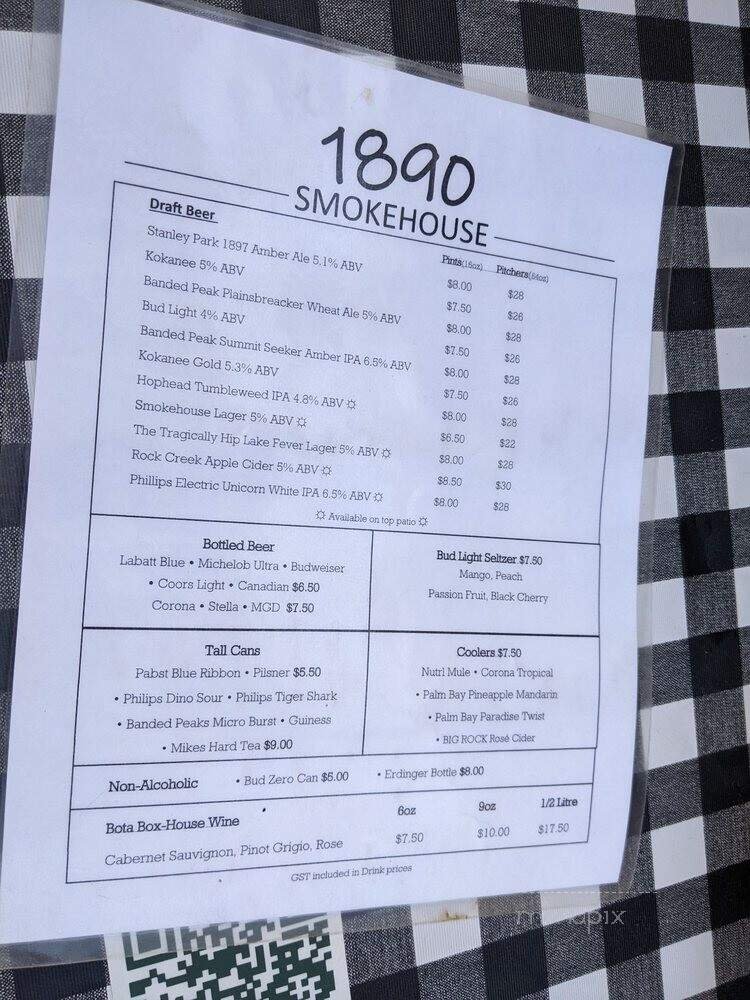 1890
SMOKEHOUSE
Draft Beer Pints(16oz) Pitchers(64oz)
Stanley Park 1897 Amber Ale 5.1% ABV $8.00 $28
Kokanee 5% ABV $7.50 $26
Banded Peak Plainsbreacker Wheat Ale 5% ABV $8.00 $28
Bud Light 4% ABV $7.50 $26
Banded Peak Summit Seeker Amber IPA 6.5% ABV $8.00 $28
Kokanee Gold 5.3% ABV $7.50 $26
Hophead Tumbleweed IPA 4.8% ABV ☼ $8.00 $28
Smokehouse Lager 5% ABV ☼ $6.50 $22
The Tragically Hip Lake Fever Lager 5% ABV ☼ $8.00 $28
Rock Creek Apple Cider 5% ABV ☼ $8.50 $30
Phillips Electric Unicorn White IPA 6.5% ABV ☼ $8.00 $28
☼ Available on top patio ☼
Bottled Beer
Labatt Blue • Michelob Ultra • Budweiser
• Coors Light • Canadian $6.50
Corona • Stella • MGD $7.50
Bud Light Seltzer $7.50
Mango, Peach
Passion Fruit, Black Cherry
Tall Cans
Pabst Blue Ribbon • Pilsner $5.50
• Philips Dino Sour • Philips Tiger Shark
• Banded Peaks Micro Burst • Guiness
• Mikes Hard Tea $9.00
Coolers $7.50
Nutrl Mule • Corona Tropical
• Palm Bay Pineapple Mandarin
• Palm Bay Paradise Twist
• BIG ROCK Rosé Cider
Non-Alcoholic • Bud Zero Can $5.00 • Erdinger Bottle $8.00
Bota Box-House Wine 6oz 9oz 1/2 Litre
Cabernet Sauvignon, Pinot Grigio, Rose $7.50 $10.00 $17.50
GST included in Drink prices